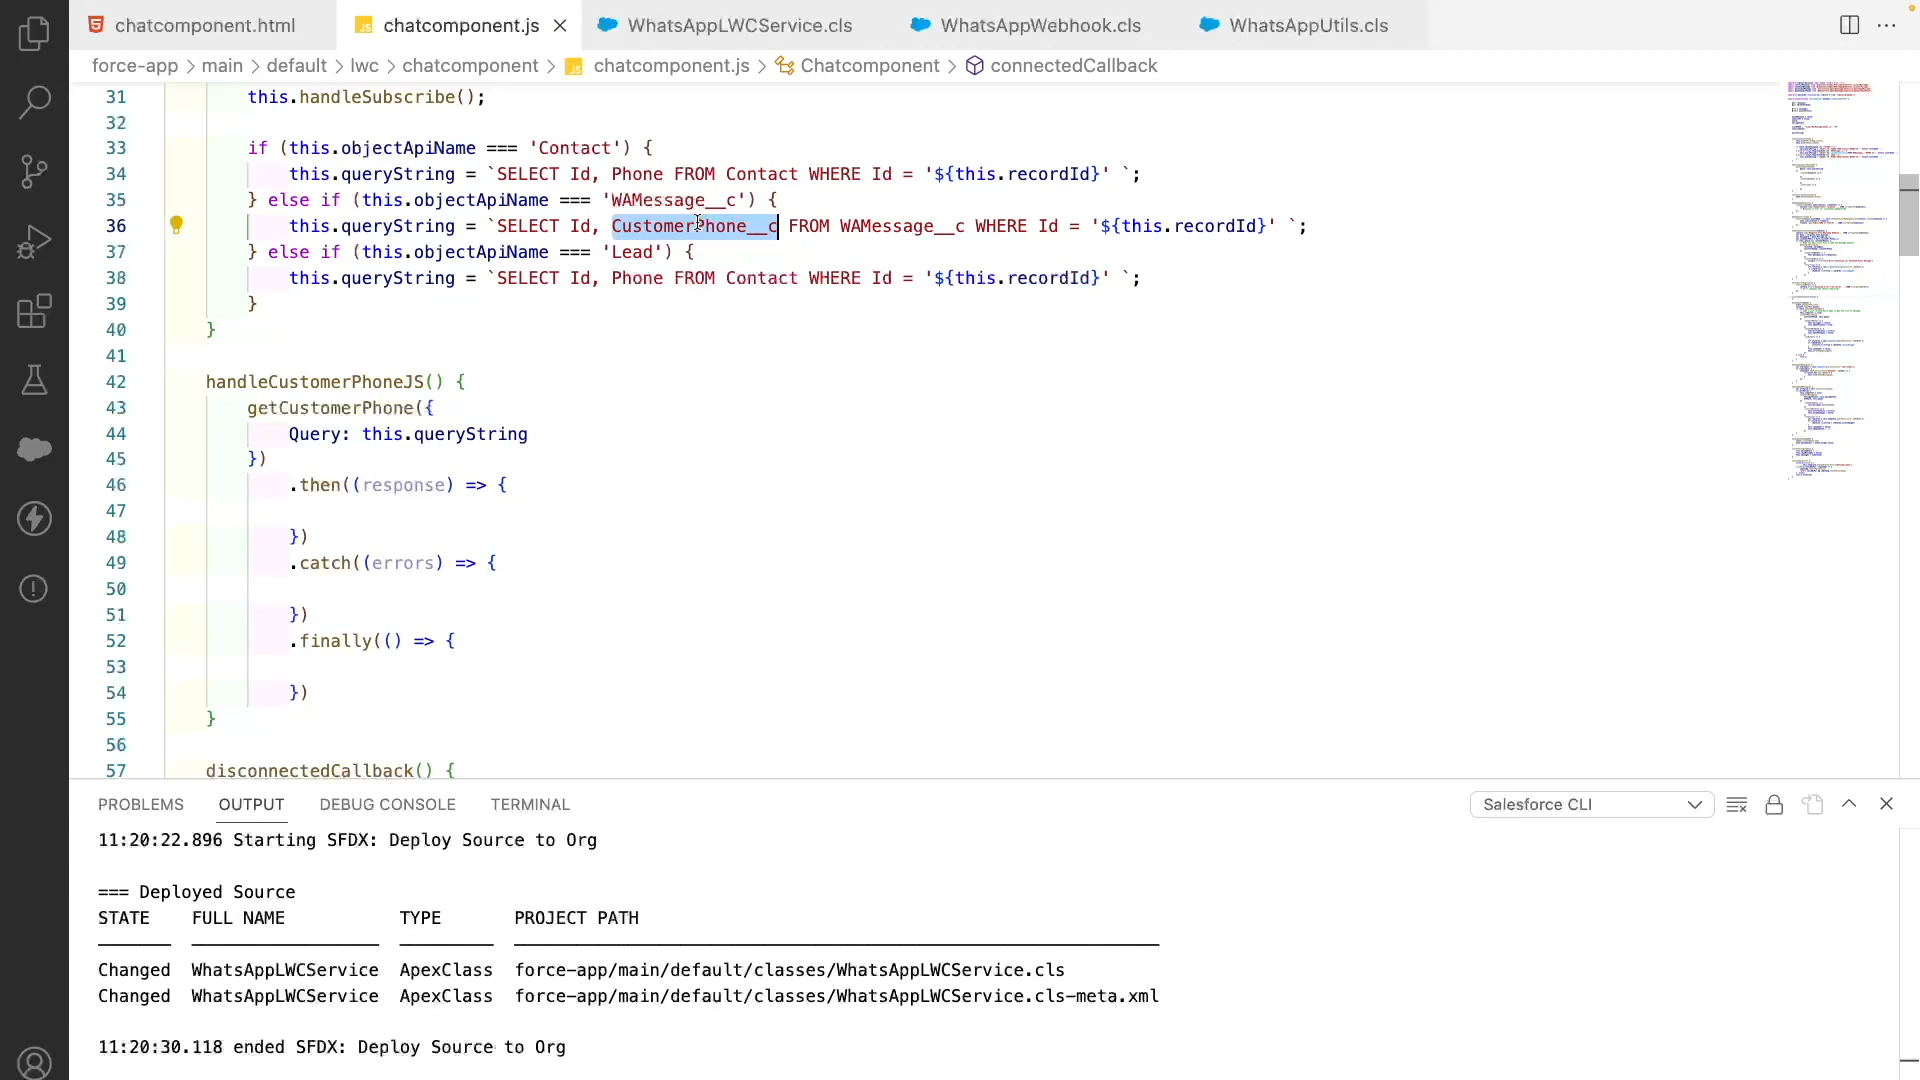 chatcomponent.html
chatcomponent.js
WhatsAppLWCService.cls
WhatsAppWebhook.cls
WhatsAppUtils.cls
force-app > main > default > lwc > chatcomponent > chatcomponent.js > Chatcomponent > connectedCallback
31 this.handleSubscribe();
32
33 if (this.objectApiName === 'Contact') {
34 this.queryString = `SELECT Id, Phone FROM Contact WHERE Id = '${this.recordId}' `;
35 } else if (this.objectApiName === 'WAMessage__c') {
36 this.queryString = `SELECT Id, CustomerPhone__c FROM WAMessage__c WHERE Id = '${this.recordId}' `;
37 } else if (this.objectApiName === 'Lead') {
38 this.queryString = `SELECT Id, Phone FROM Contact WHERE Id = '${this.recordId}' `;
39 }
40 }
41
42 handleCustomerPhoneJS() {
43 getCustomerPhone({
44 Query: this.queryString
45 })
46 .then((response) => {
47
48 })
49 .catch((errors) => {
50
51 })
52 .finally(() => {
53
54 })
55 }
56
57 disconnectedCallback() {
PROBLEMS OUTPUT DEBUG CONSOLE TERMINAL
Salesforce CLI
11:20:22.896 Starting SFDX: Deploy Source to Org
=== Deployed Source
STATE FULL NAME TYPE PROJECT PATH
Changed WhatsAppLWCService ApexClass force-app/main/default/classes/WhatsAppLWCService.cls
Changed WhatsAppLWCService ApexClass force-app/main/default/classes/WhatsAppLWCService.cls-meta.xml
11:20:30.118 ended SFDX: Deploy Source to Org